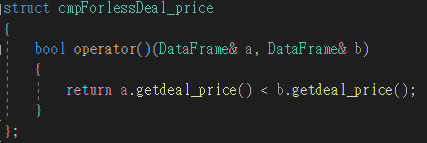 struct cmpForlessDeal_price
{
bool operator()(DataFrame& a, DataFrame& b)
{
return a.getdeal_price() < b.getdeal_price();
}
};